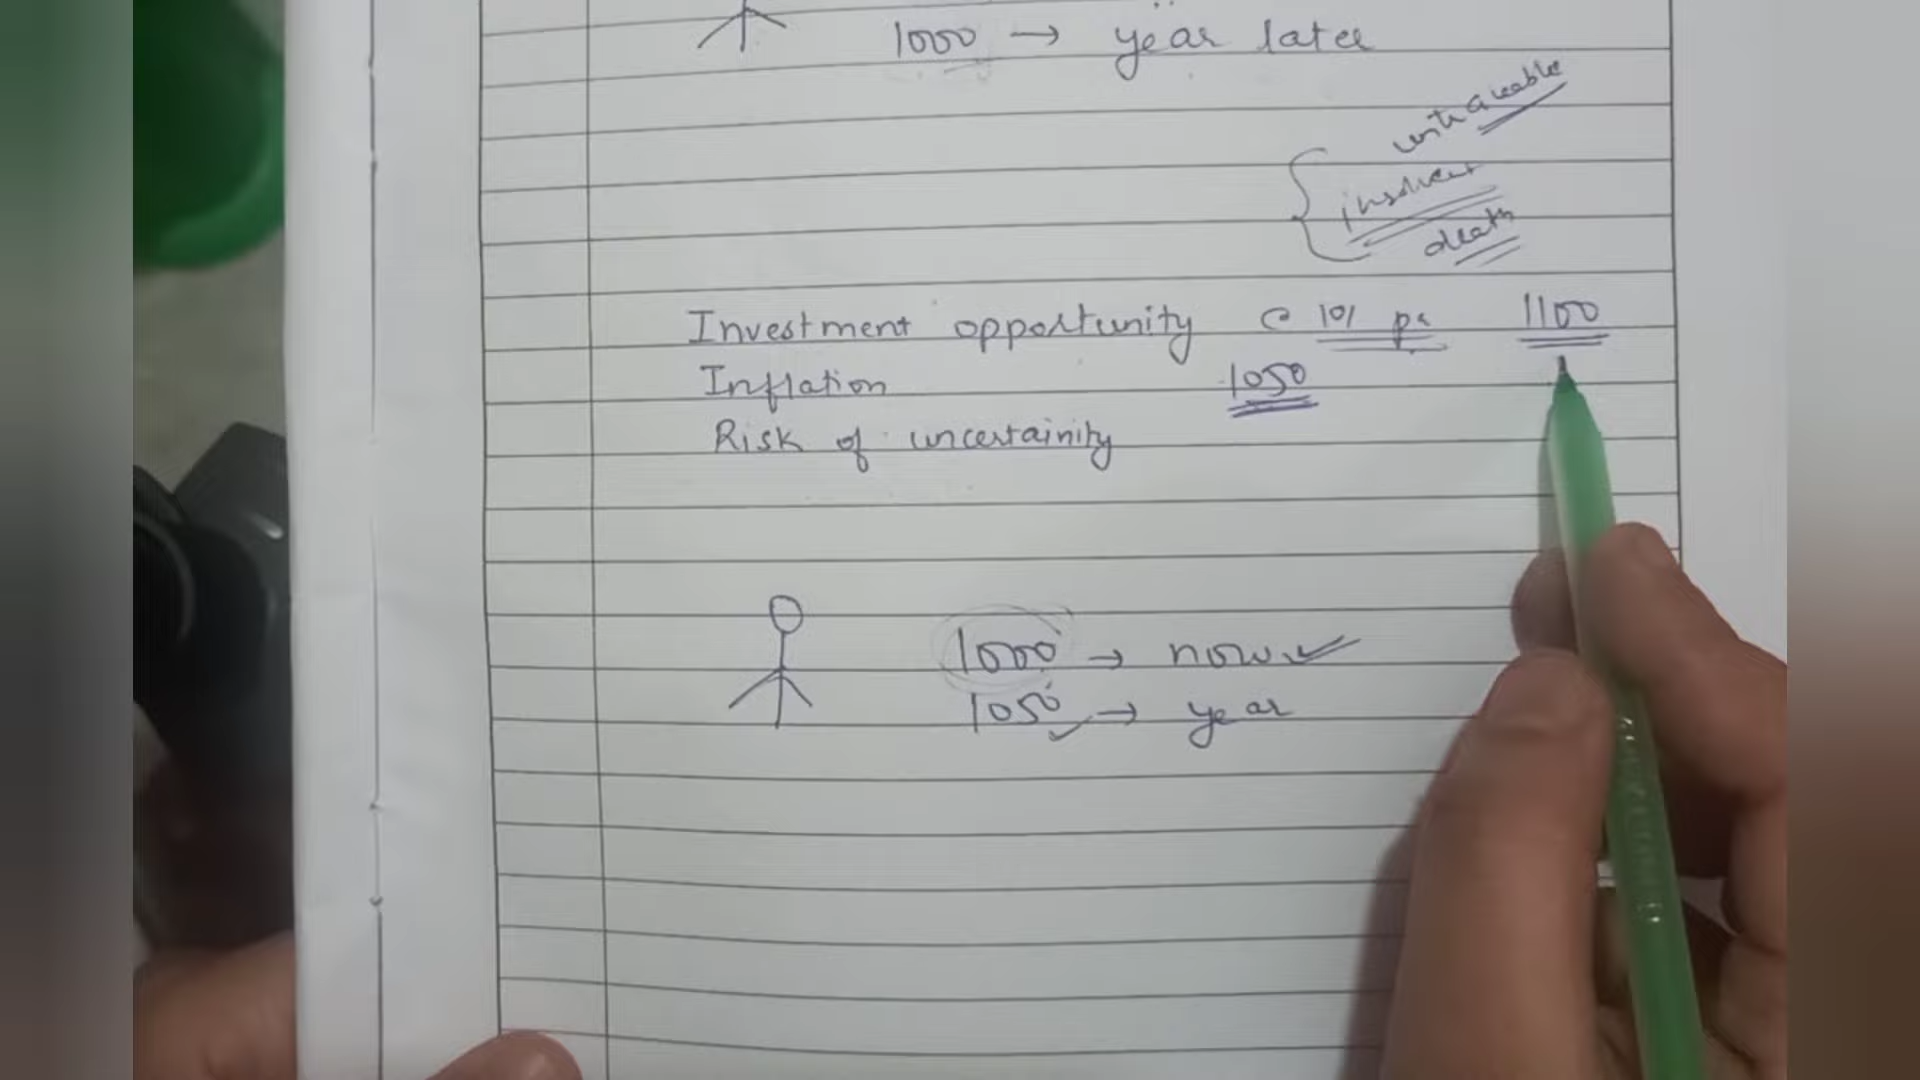 1000 → year later
insolvent
death
Investment opportunity @ 10% pa 1100
Inflation 1050
Risk of uncertainity
1000 → now ✓
1050 → year